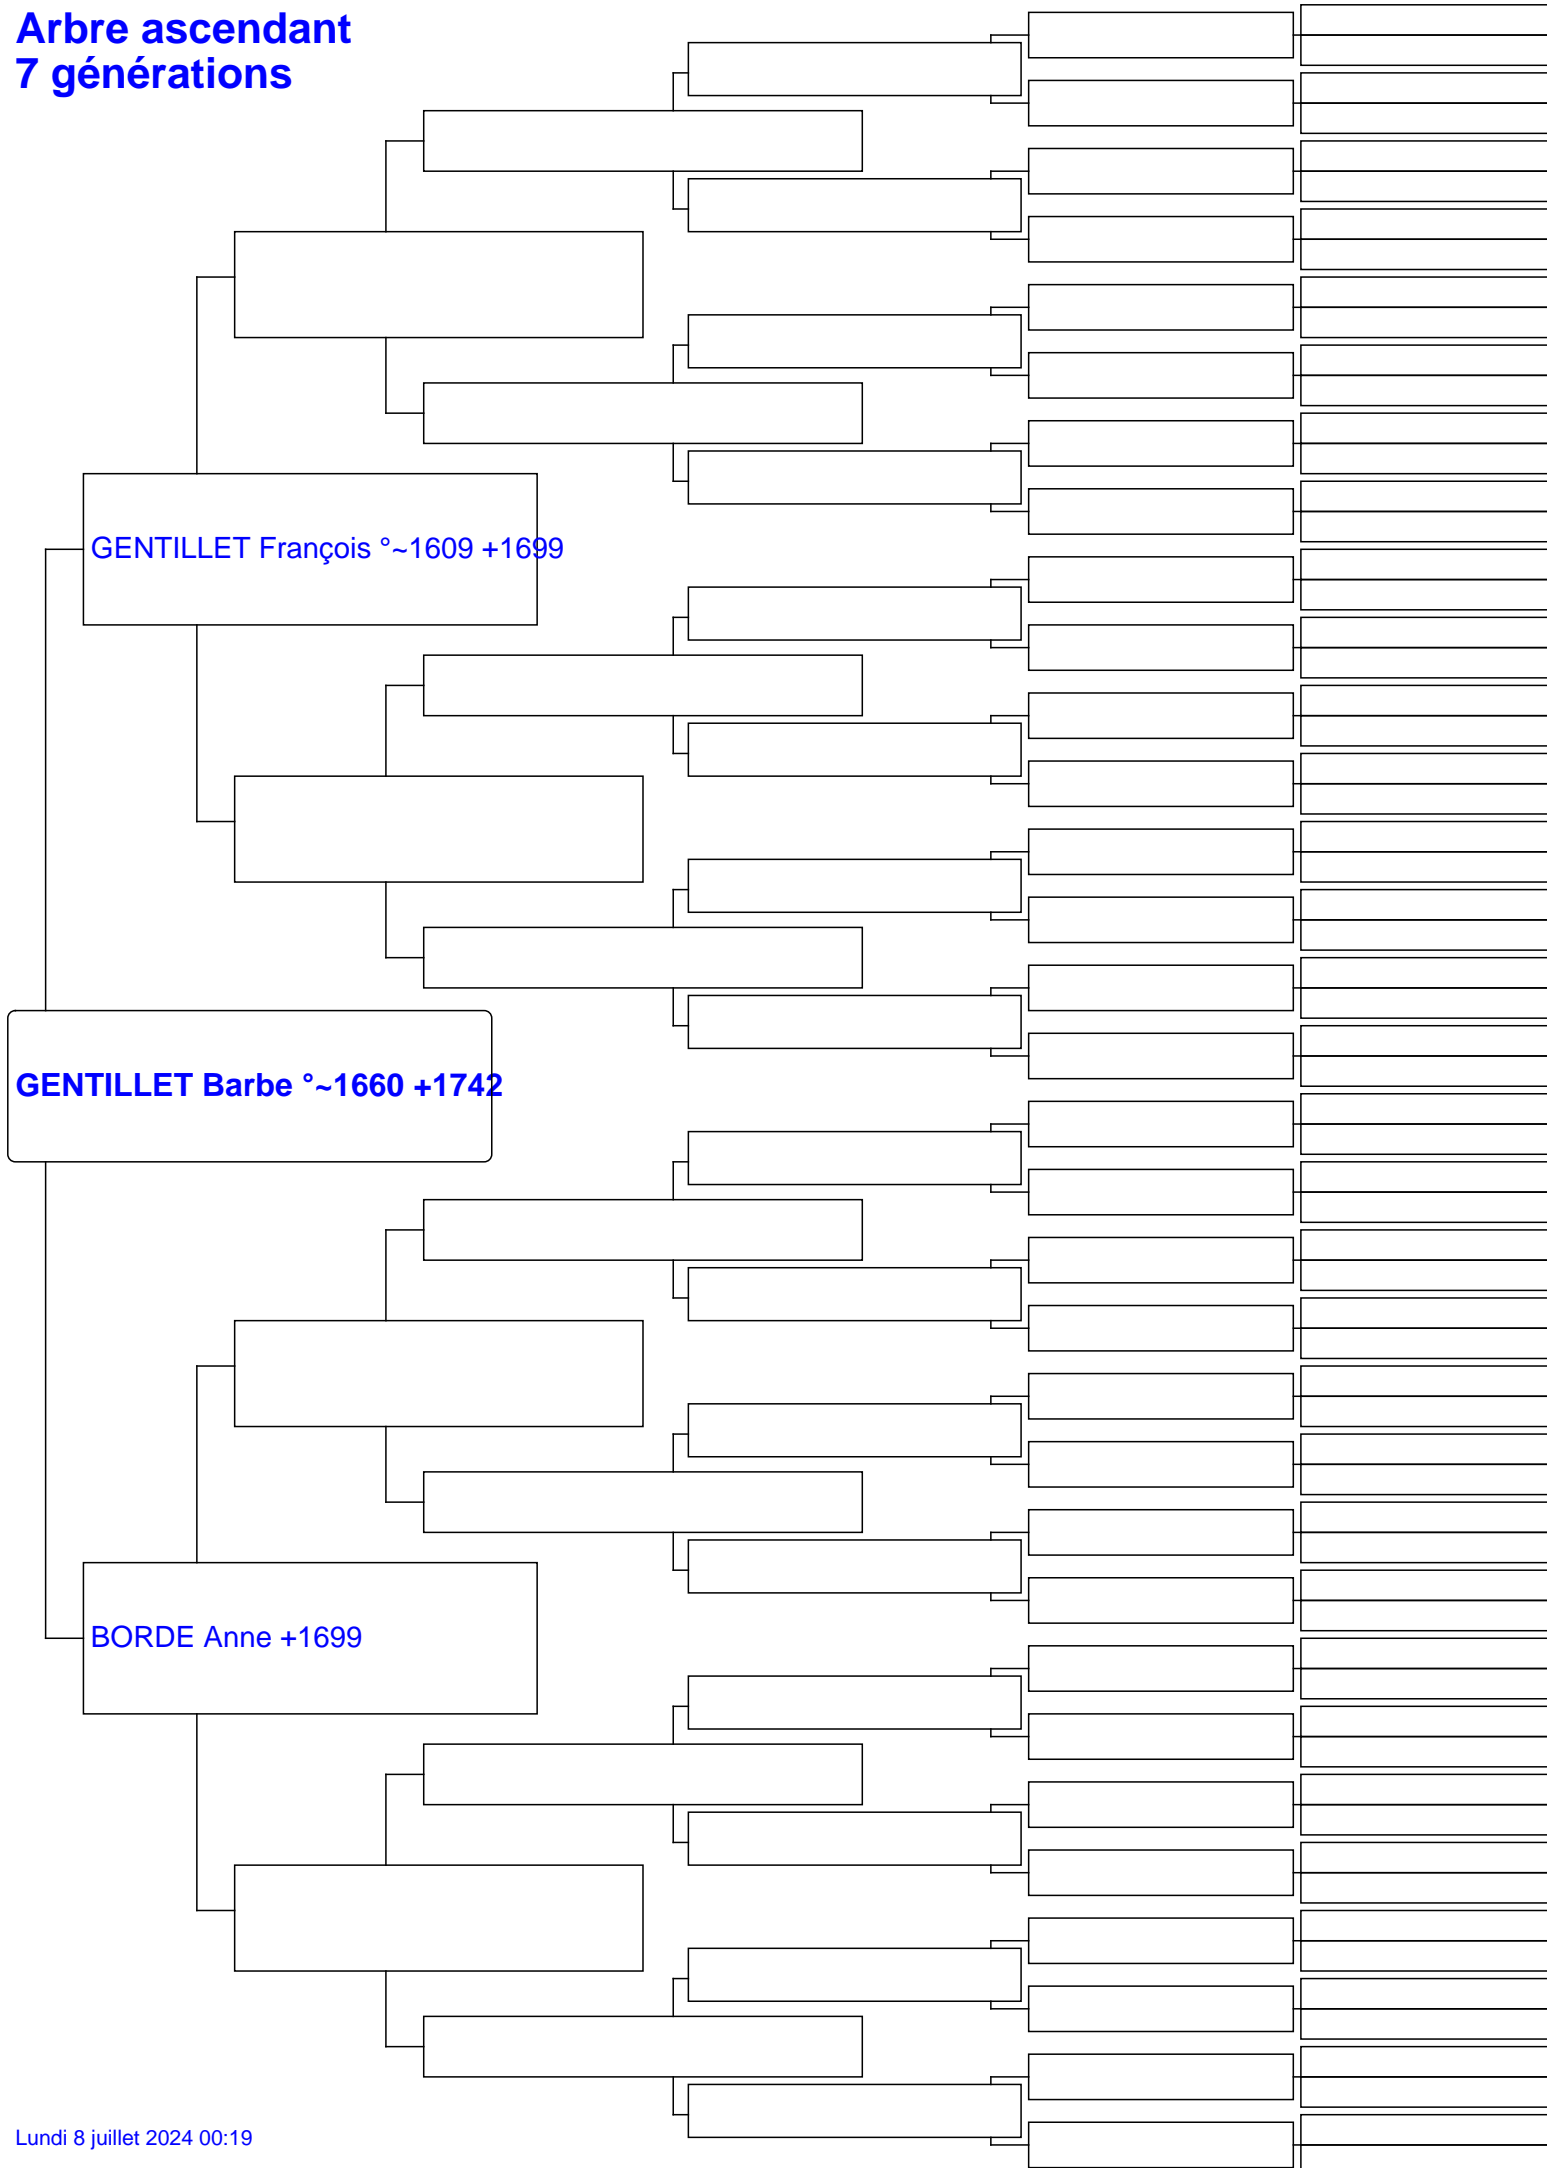 Arbre ascendant
7 générations
GENTILLET François °~1609 +1699
GENTILLET Barbe °~1660 +1742
BORDE Anne +1699
Lundi 8 juillet 2024 00:19